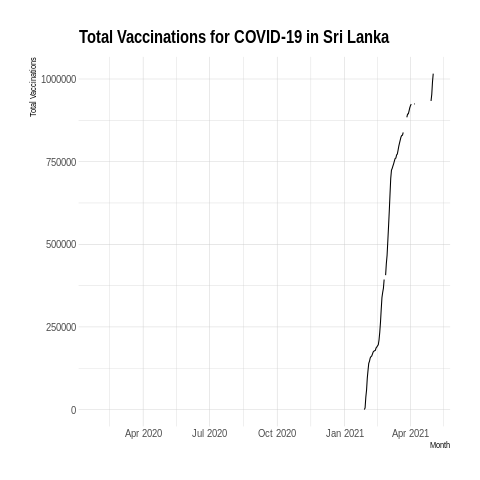 Total Vaccinations for COVID-19 in Sri Lanka
Total Vaccinations
1000000
750000
500000
250000
0
Apr 2020 Jul 2020 Oct 2020 Jan 2021 Apr 2021
Month